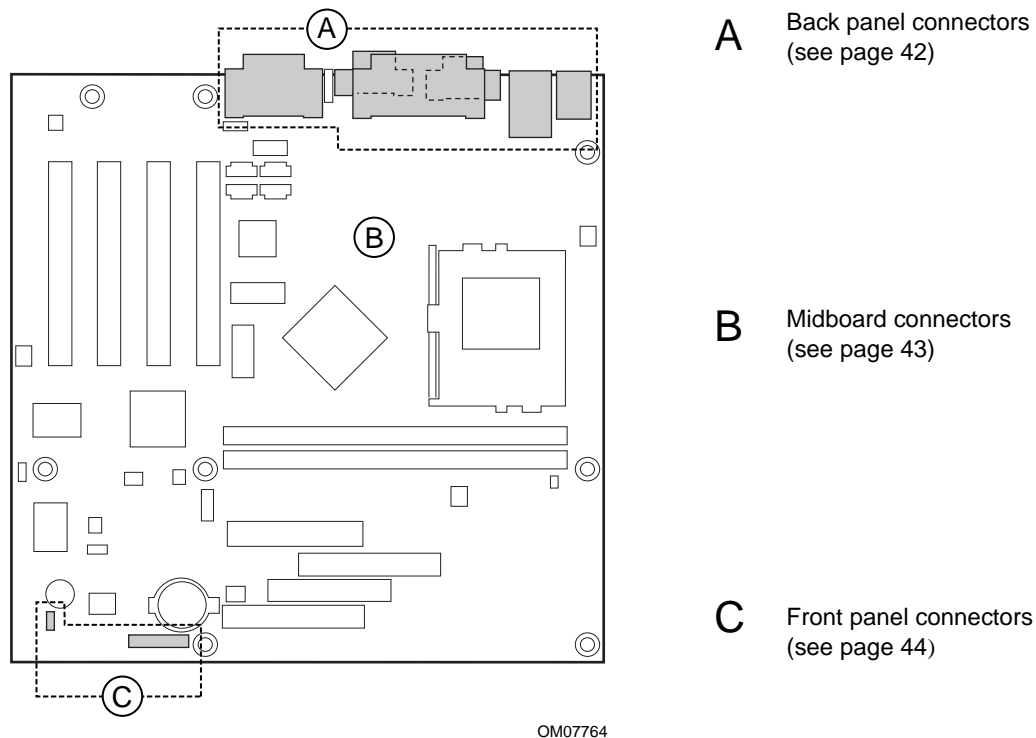 A
B
C
OM07764
A
Back panel connectors
(see page 42)
B
Midboard connectors
(see page 43)
C
Front panel connectors
(see page 44)